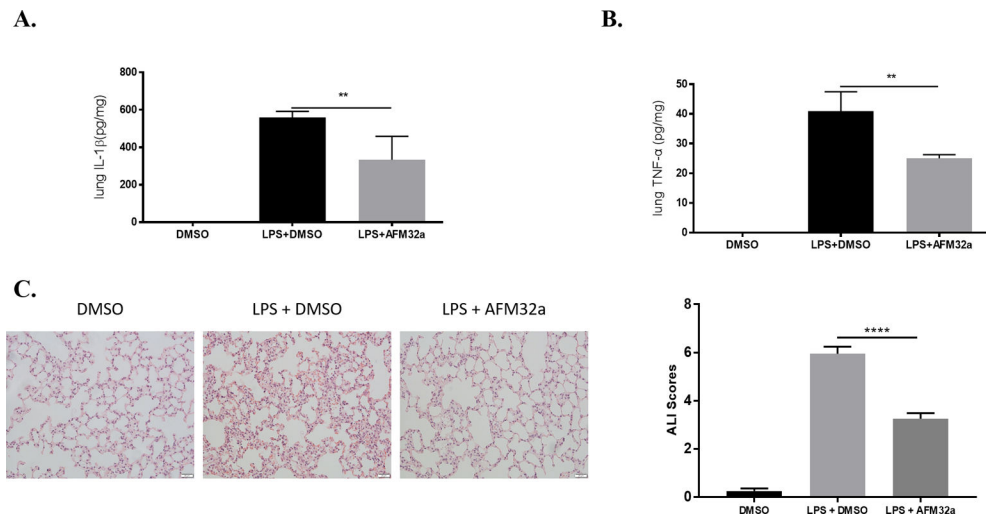 A.
lung IL-1β(pg/mg)
800
600
400
200
0
**
DMSO
LPS+DMSO
LPS+AFM32a
B.
lung TNF-α (pg/mg)
50
40
30
20
10
0
**
DMSO
LPS+DMSO
LPS+AFM32a
C.
DMSO
LPS + DMSO
LPS + AFM32a
ALI Scores
8
6
4
2
0
****
DMSO
LPS + DMSO
LPS + AFM32a